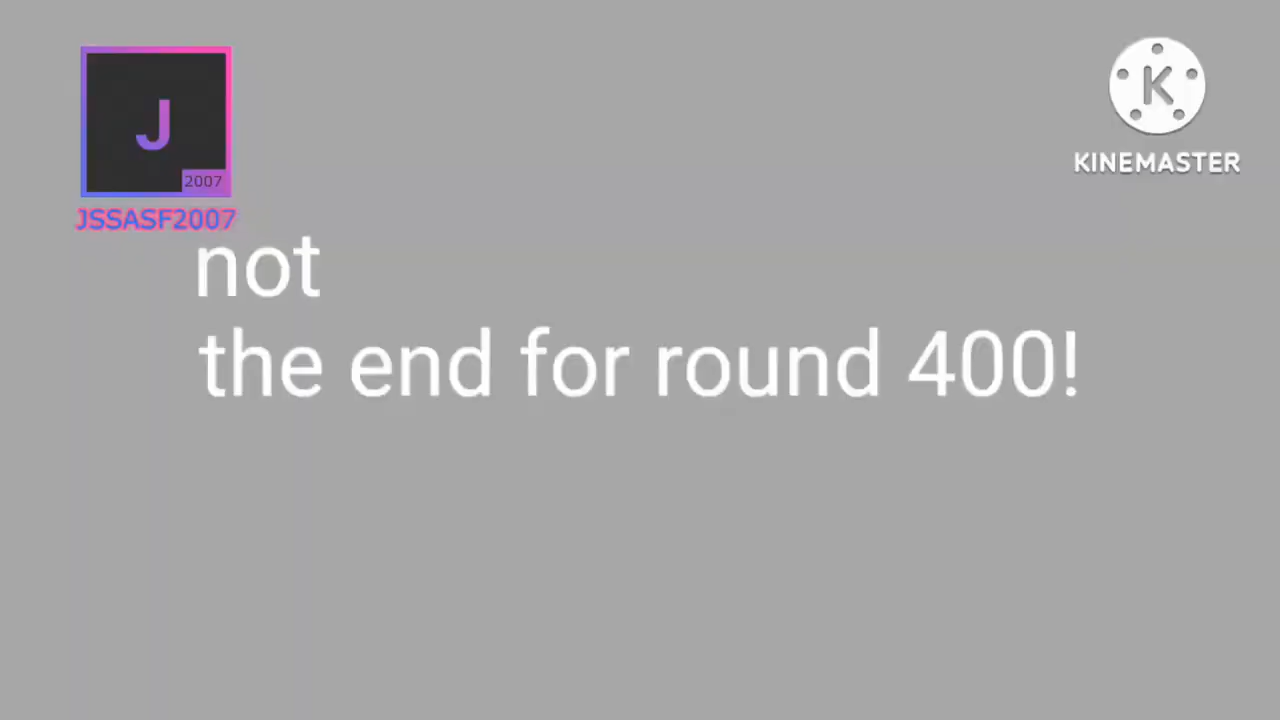 J
2007
JSSASF2007
K
KINEMASTER
not
the end for round 400!